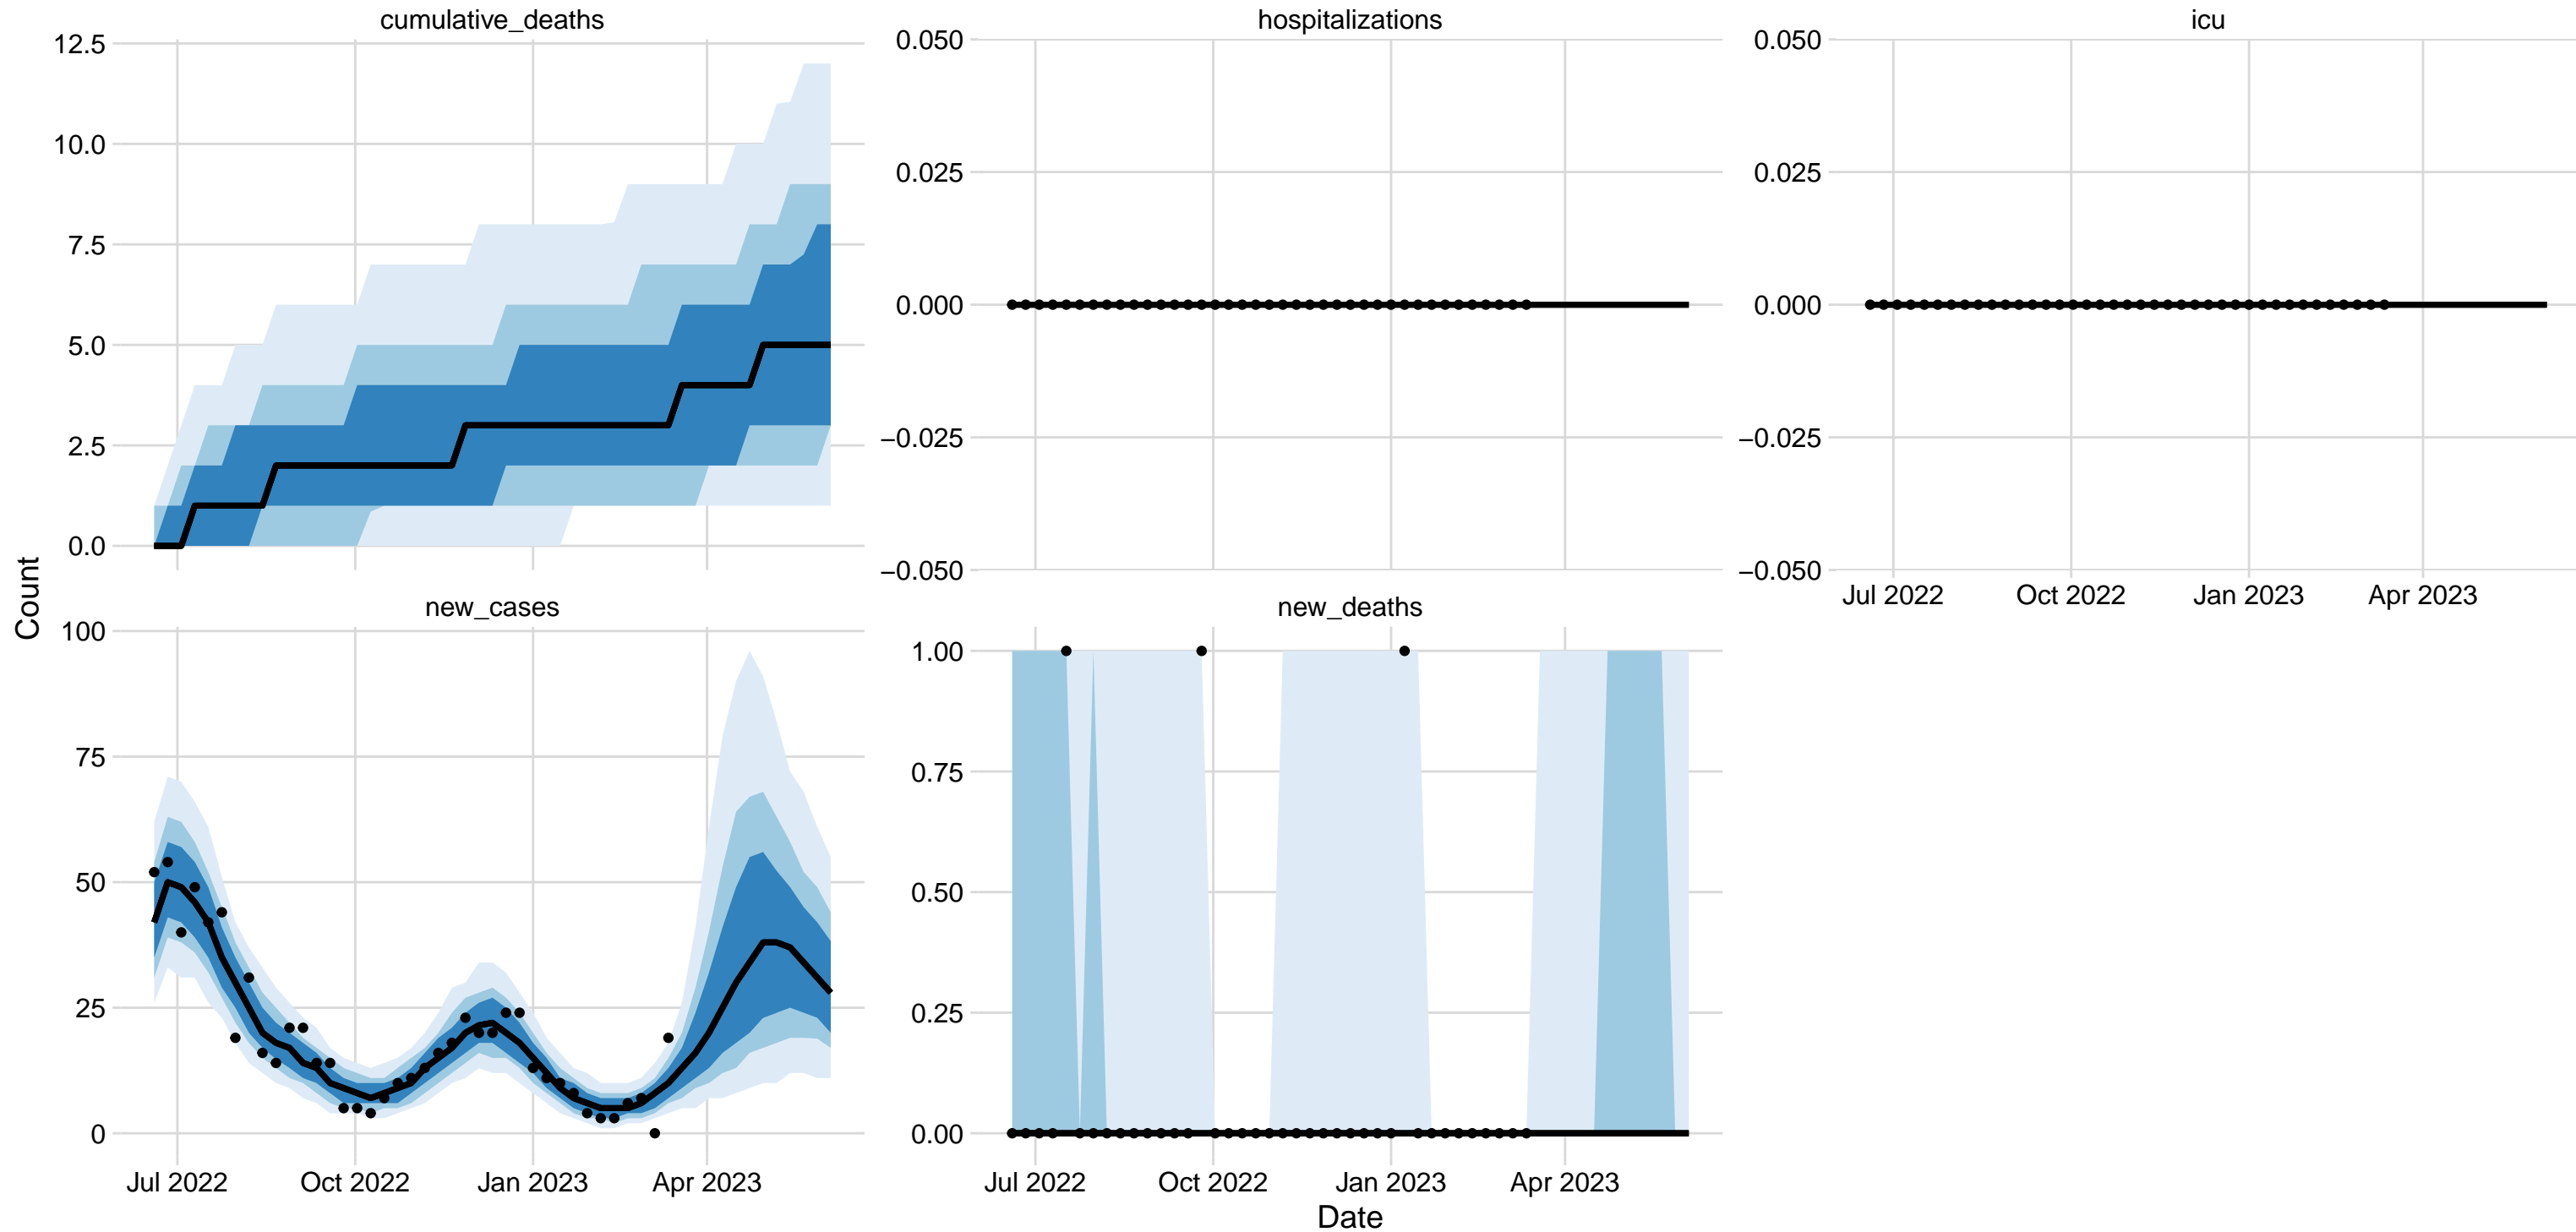 cumulative_deaths
hospitalizations
icu
12.5
10.0
7.5
5.0
2.5
0.0
0.050
0.025
0.000
−0.025
−0.050
0.050
0.025
0.000
−0.025
−0.050
Jul 2022 Oct 2022 Jan 2023 Apr 2023
Count
new_cases
new_deaths
100
75
50
25
0
1.00
0.75
0.50
0.25
0.00
Jul 2022 Oct 2022 Jan 2023 Apr 2023
Jul 2022 Oct 2022 Jan 2023 Apr 2023
Date